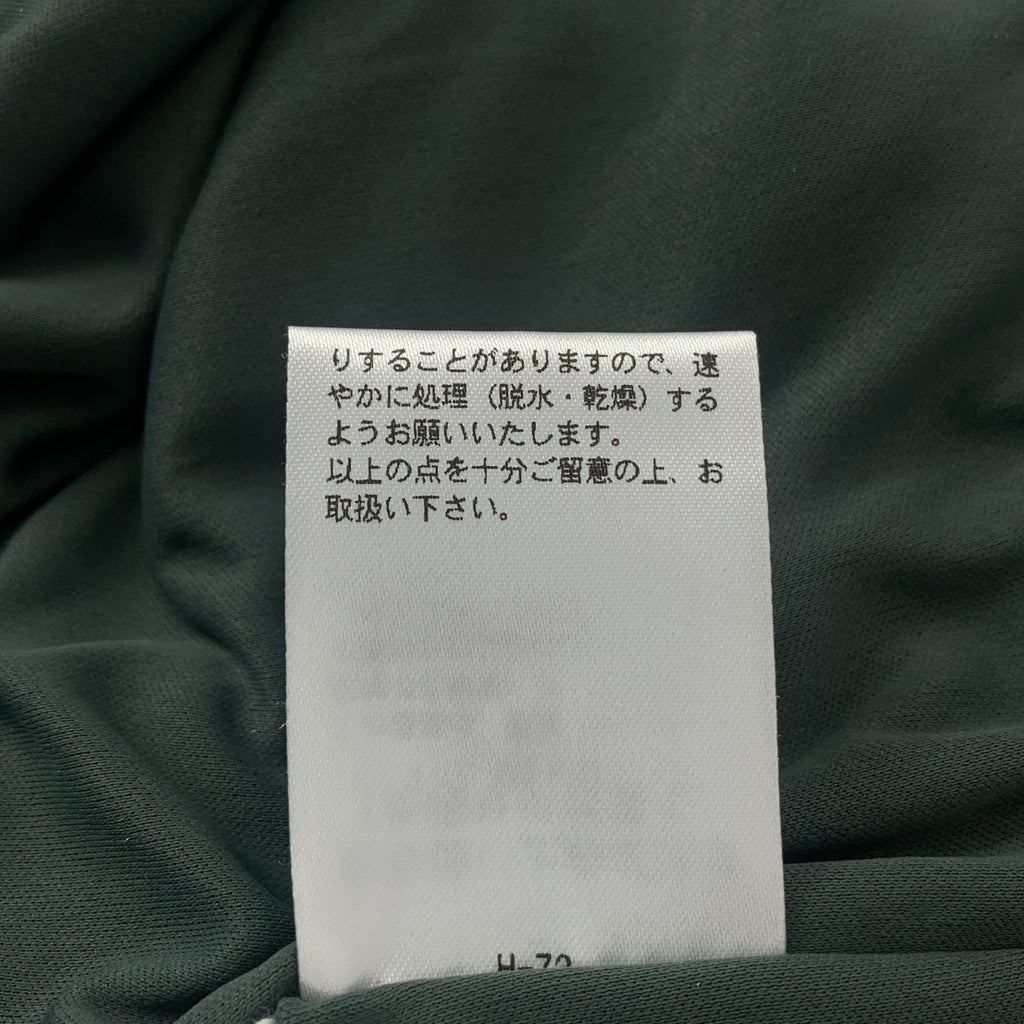 りすることがありますので、速
やかに処理（脱水・乾燥）する
ようお願いいたします。
以上の点を十分ご留意の上、お
取扱い下さい。